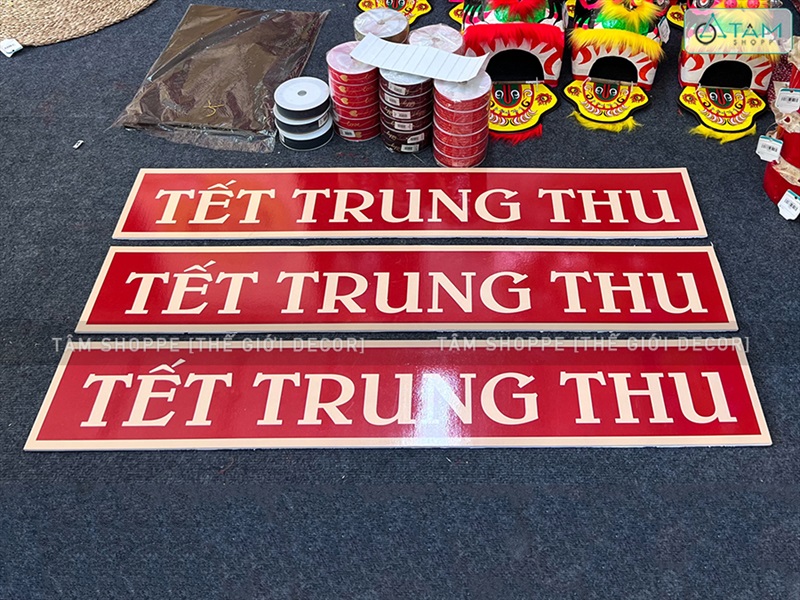 TAM
SHOPPE
TẾT TRUNG THU
TẾT TRUNG THU
TÂM SHOPPE [THẾ GIỚI DECOR] TÂM SHOPPE [THẾ GIỚI DECOR]
TẾT TRUNG THU